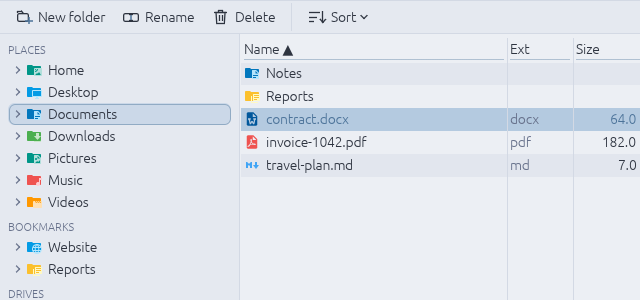 New folder Rename Delete Sort
PLACES
Home
Desktop
Documents
Downloads
Pictures
Music
Videos
BOOKMARKS
Website
Reports
DRIVES
Name ▲ Ext Size
Notes
Reports
contract.docx docx 64.0
invoice-1042.pdf pdf 182.0
travel-plan.md md 7.0